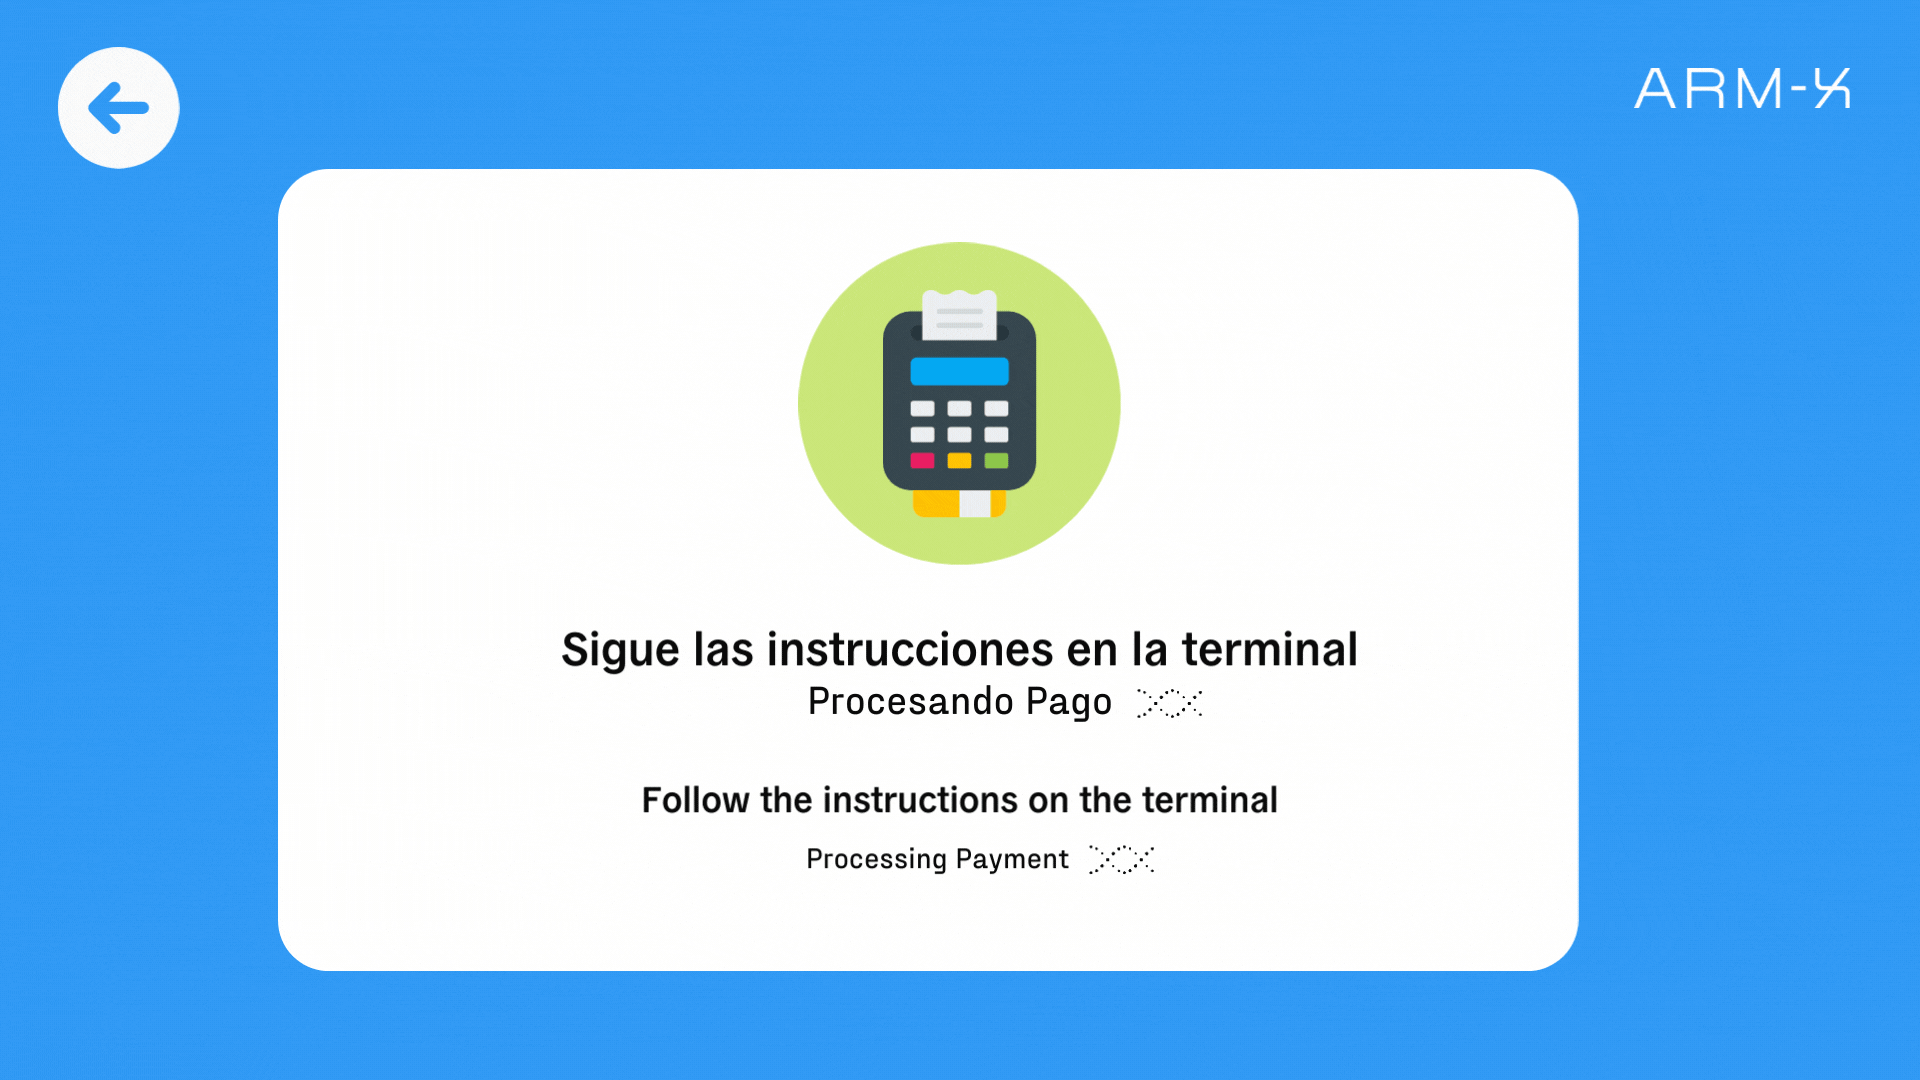 ARM-K
Sigue las instrucciones en la terminal
Procesando Pago
Follow the instructions on the terminal
Processing Payment